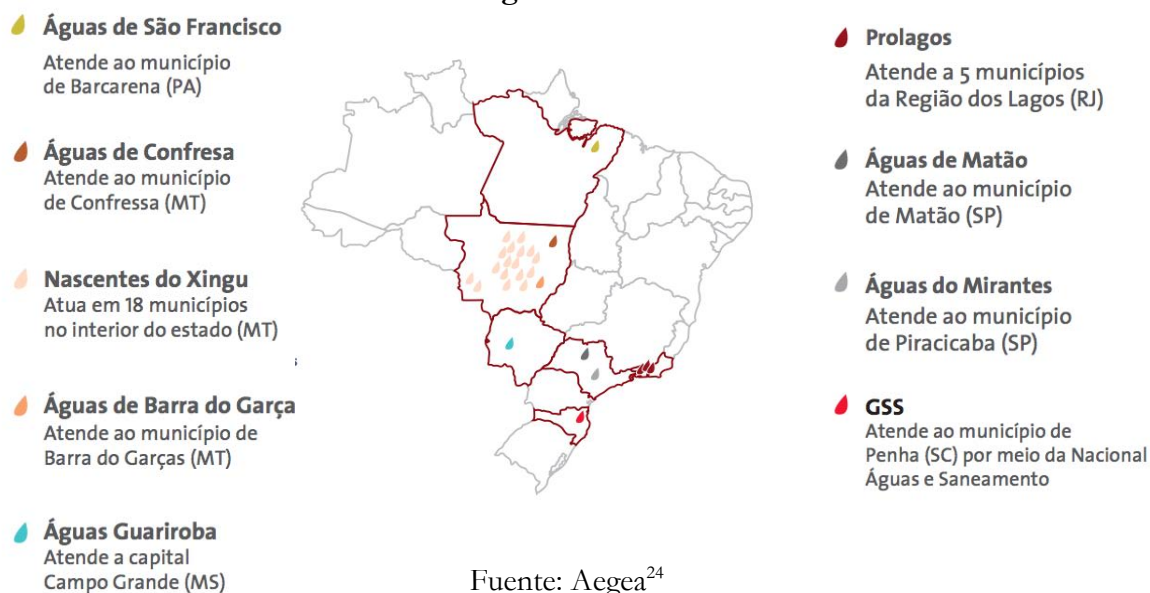 Águas de São Francisco
Atende ao município
de Barcarena (PA)
Águas de Confresa
Atende ao município
de Confressa (MT)
Nascentes do Xingu
Atua em 18 municípios
no interior do estado (MT)
Águas de Barra do Garça
Atende ao município de
Barra do Garças (MT)
Águas Guariroba
Atende a capital
Campo Grande (MS)
Prolagos
Atende a 5 municípios
da Região dos Lagos (RJ)
Águas de Matão
Atende ao município
de Matão (SP)
Águas do Mirantes
Atende ao município
de Piracicaba (SP)
GSS
Atende ao município de
Penha (SC) por meio da Nacional
Águas e Saneamento
Fuente: Aegea24